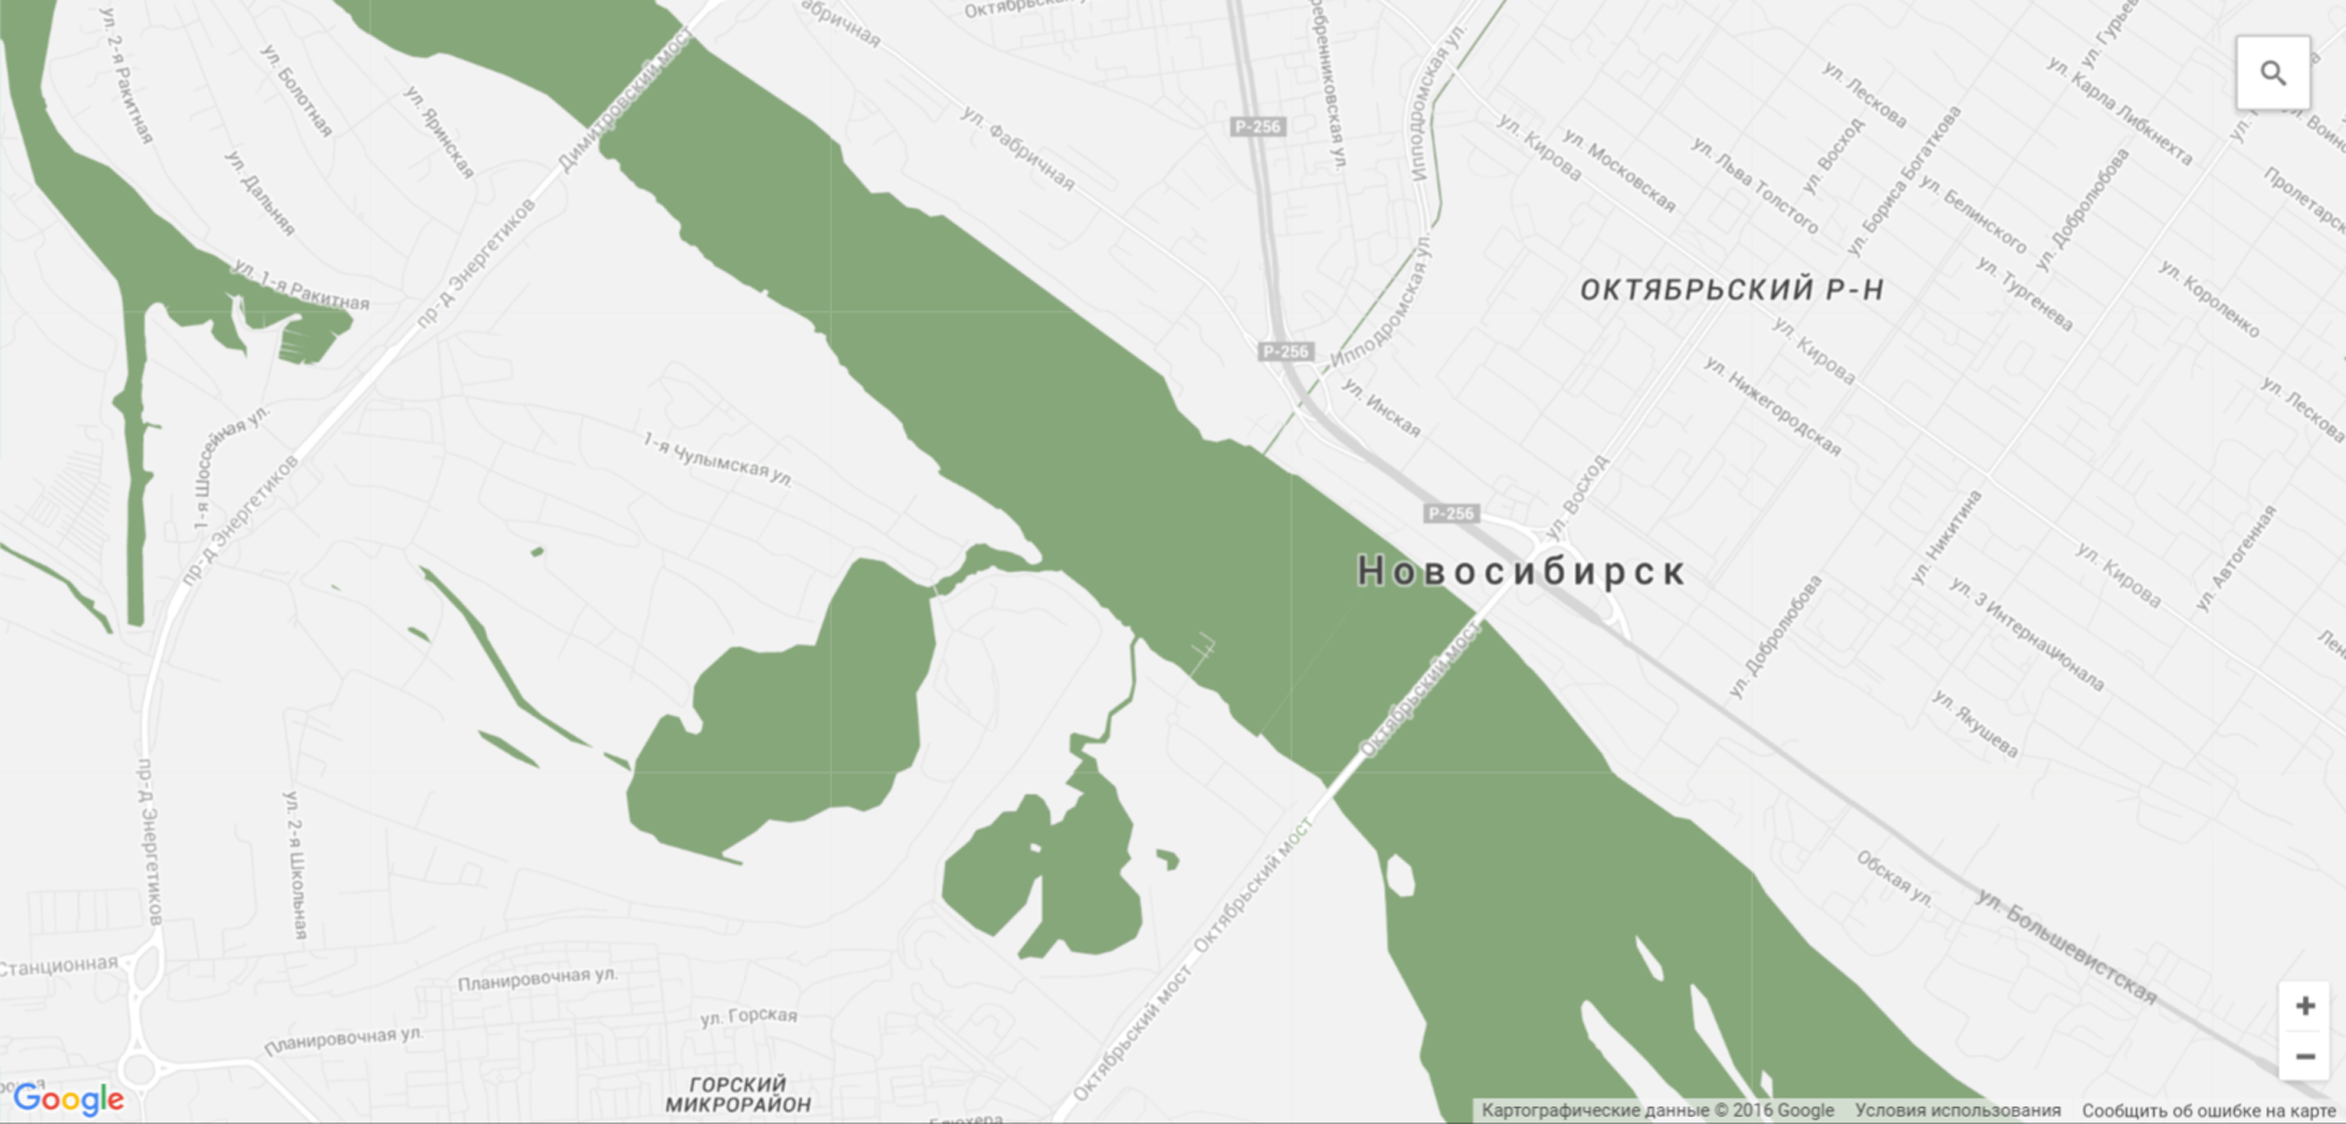 ул. 2-я Ракитная
ул. Болотная
ул. Яринская
ул. Дальняя
ул. 1-я Ракитная
Димитровский мост
пр-д Энергетиков
Октябрьская
ул. Фабричная
Р-256
Ипподромская ул.
ул. Кирова
ул. Московская
ул. Льва Толстого
ул. Лескова
ул. Восход
ул. Бориса Богаткова
ул. Белинского
ул. Добролюбова
ул. Карла Либкнехта
ул. Тургенева
ул. Короленко
ОКТЯБРЬСКИЙ Р-Н
Р-256
Ипподромская ул.
ул. Инская
ул. Кирова
ул. Нижегородская
ул. Лескова
1-я Шоссейная ул.
пр-д Энергетиков
1-я Чулымская ул.
Р-256
ул. Восход
Новосибирск
ул. Никитина
ул. Автогенная
ул. Кирова
ул. 3 Интернационала
ул. Добролюбова
ул. Якушева
Октябрьский мост
пр-д Энергетиков
ул. 2-я Школьная
Октябрьский мост
Обская ул.
ул. Большевистская
Станционная
Планировочная ул.
ул. Горская
Планировочная ул.
Октябрьский мост
ГОРСКИЙ
МИКРОРАЙОН
Google
Картографические данные © 2016 Google
Условия использования
Сообщить об ошибке на карте